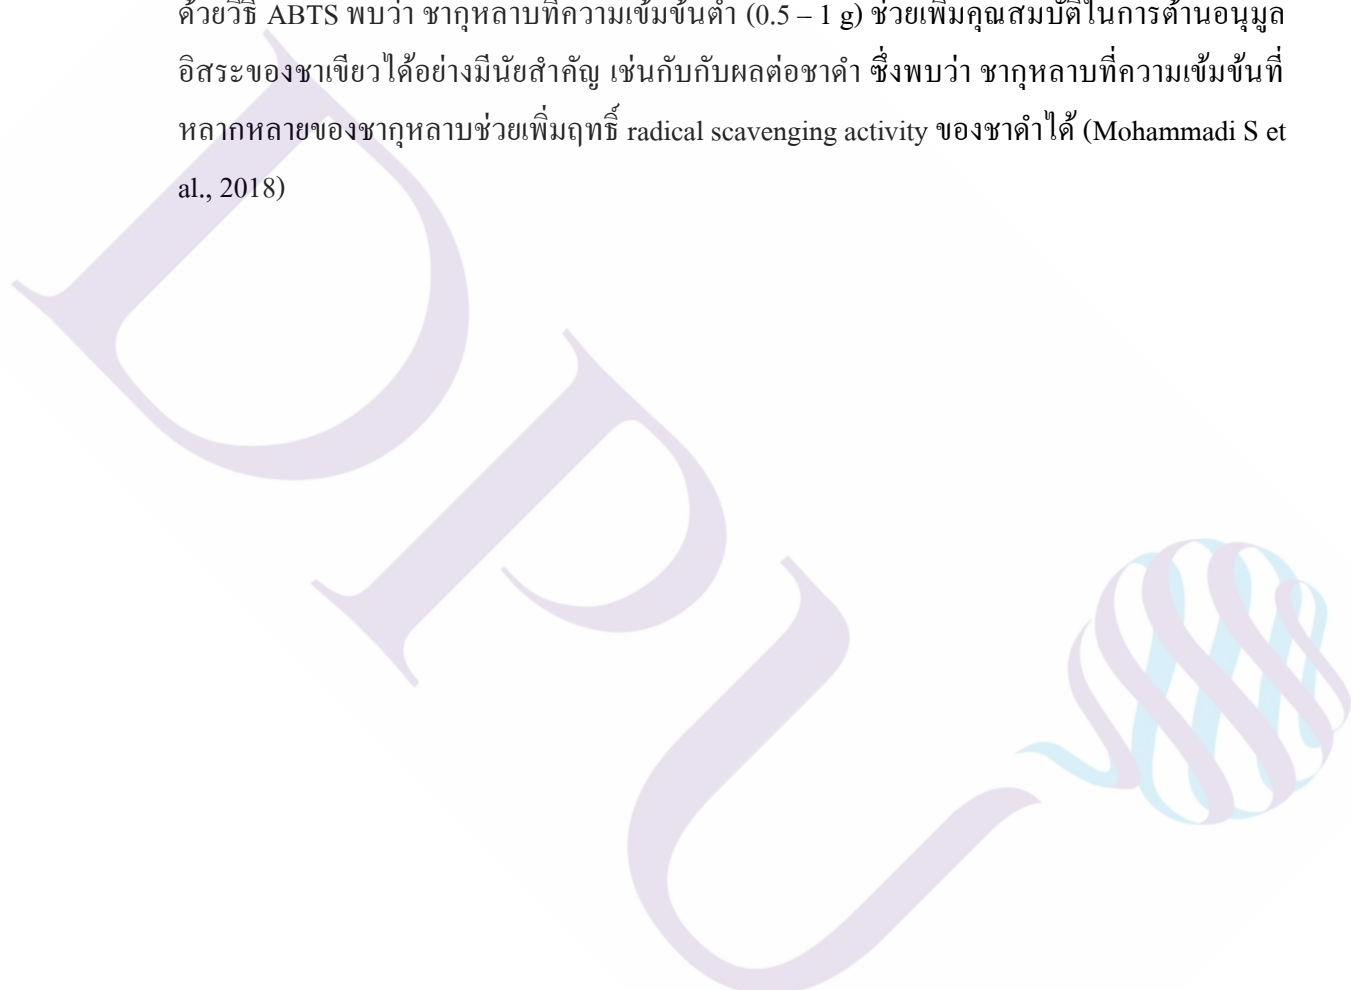 ด้วยวิธี ABTS พบว่า ชากุหลาบที่ความเข้มข้นต่ำ (0.5 – 1 g) ช่วยเพิ่มคุณสมบัติในการต้านอนุมูล
อิสระของชาเขียวได้อย่างมีนัยสำคัญ เช่นกับกับผลต่อชาดำ ซึ่งพบว่า ชากุหลาบที่ความเข้มข้นที่
หลากหลายของชากุหลาบช่วยเพิ่มฤทธิ์ radical scavenging activity ของชาดำได้ (Mohammadi S et
al., 2018)
DPU